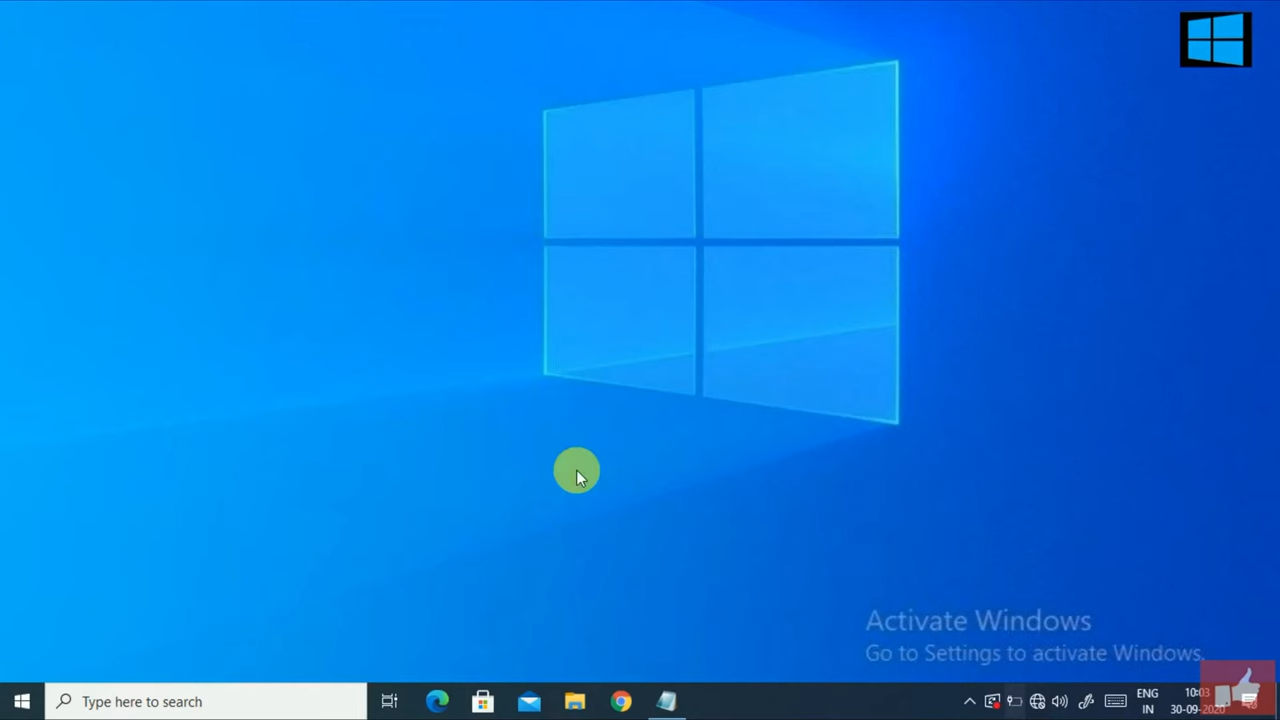 Activate Windows
Go to Settings to activate Windows.
Type here to search
ENG
IN
10:03
30-09-2020